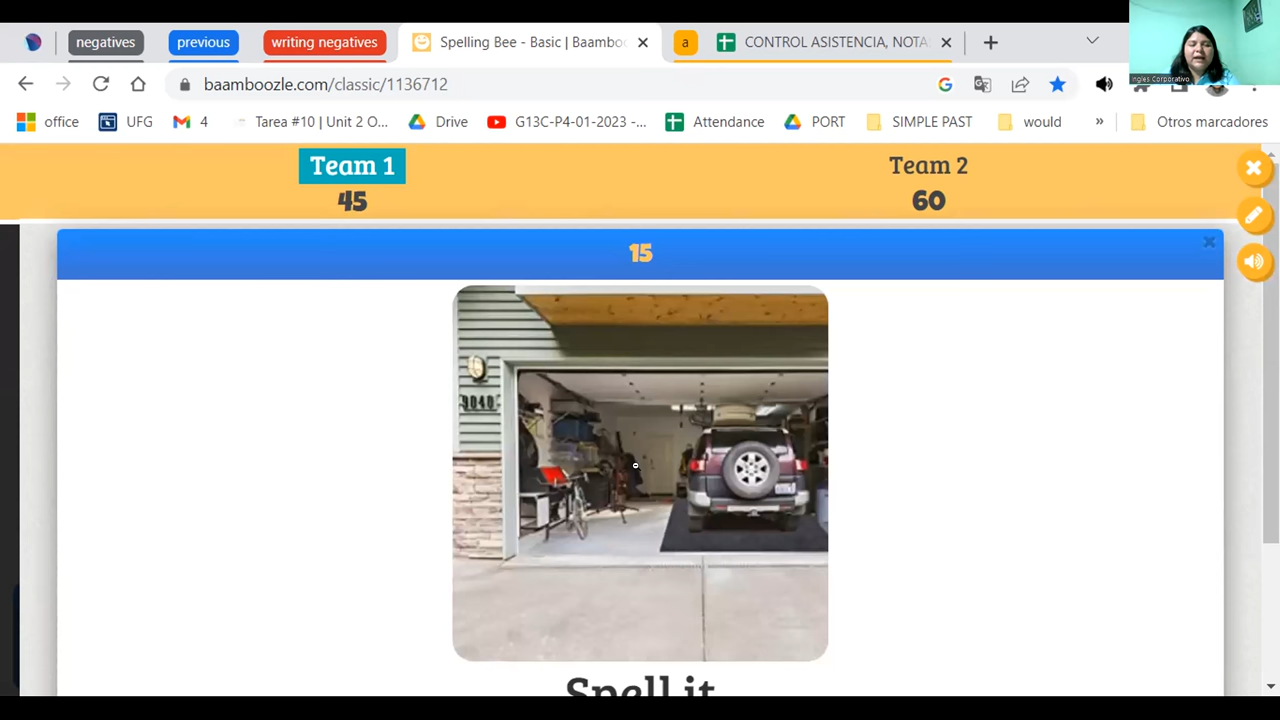 negatives
previous
writing negatives
Spelling Bee - Basic | Baambo
a
CONTROL ASISTENCIA, NOTA
Ingles Corporativo
baamboozle.com/classic/1136712
office
UFG
4
Tarea #10 | Unit 2 O...
Drive
G13C-P4-01-2023 -...
Attendance
PORT
SIMPLE PAST
would
»
Otros marcadores
Team 1
45
Team 2
60
15
9040
Spell it